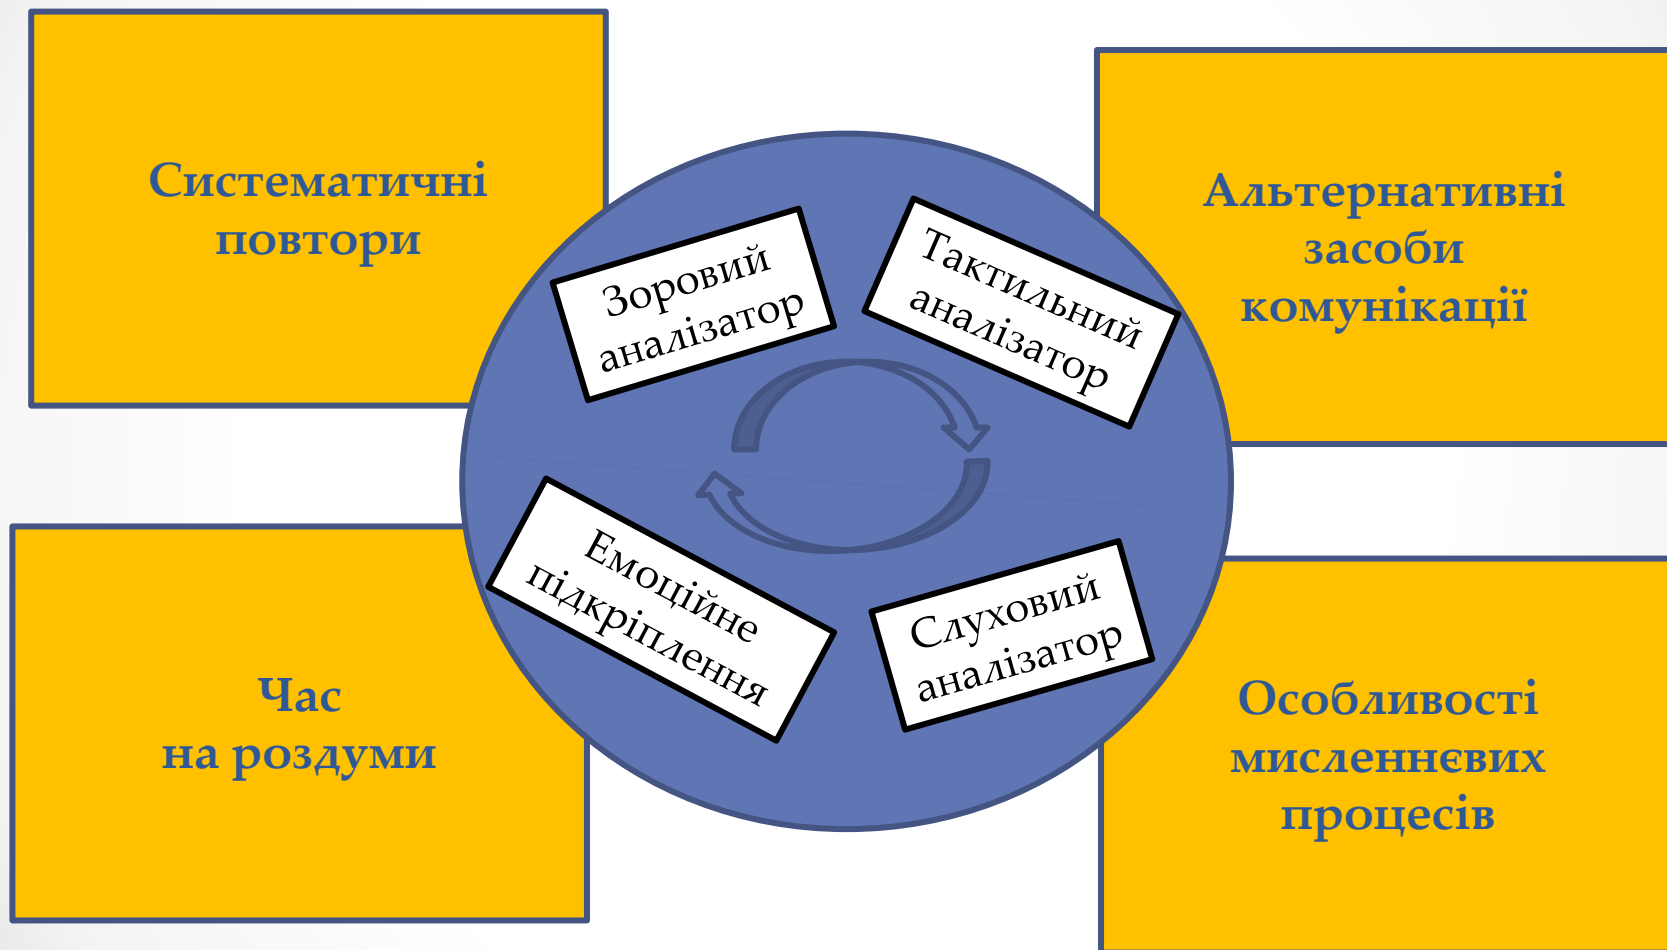 Систематичні
повтори
Альтернативні
засоби
комунікації
Зоровий
аналізатор
Тактильний
аналізатор
Емоційне
підкріплення
Слуховий
аналізатор
Час
на роздуми
Особливості
мисленнєвих
процесів